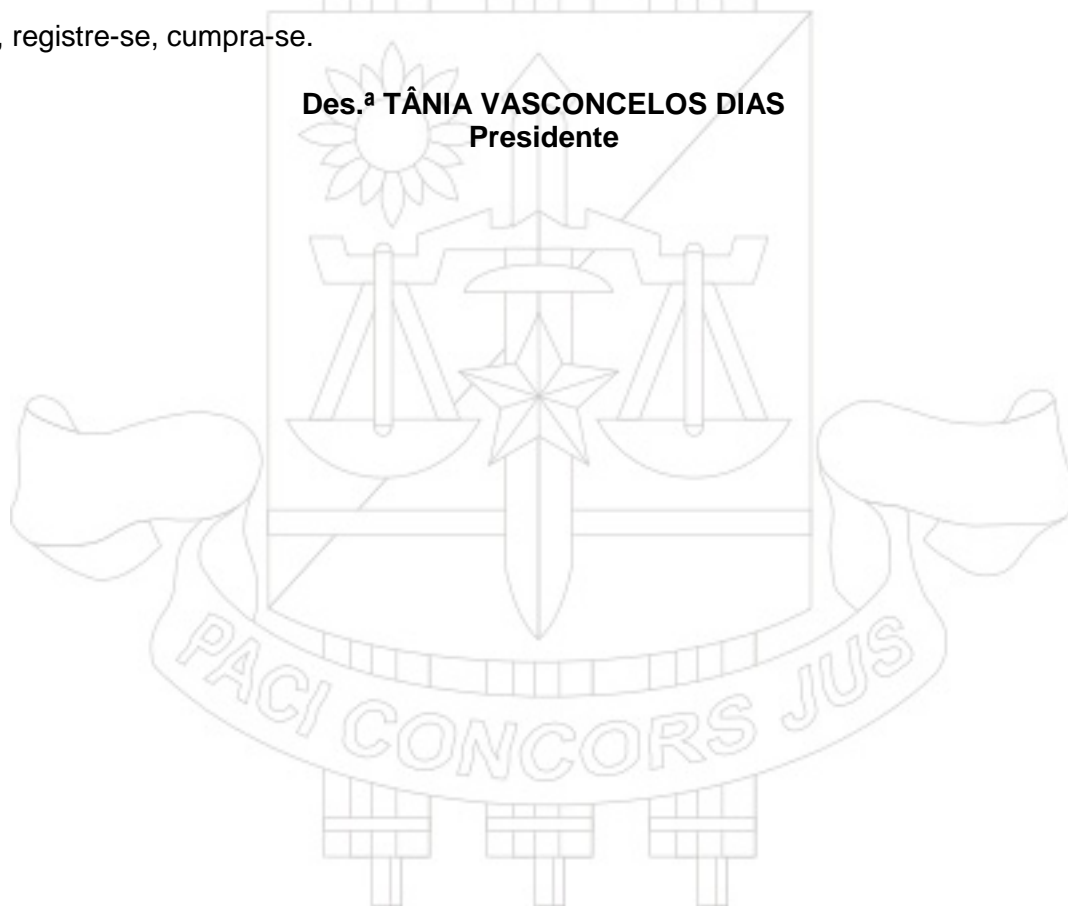 , registre-se, cumpra-se.
Des.ª TÂNIA VASCONCELOS DIAS
Presidente
PACI CONCORS JUS